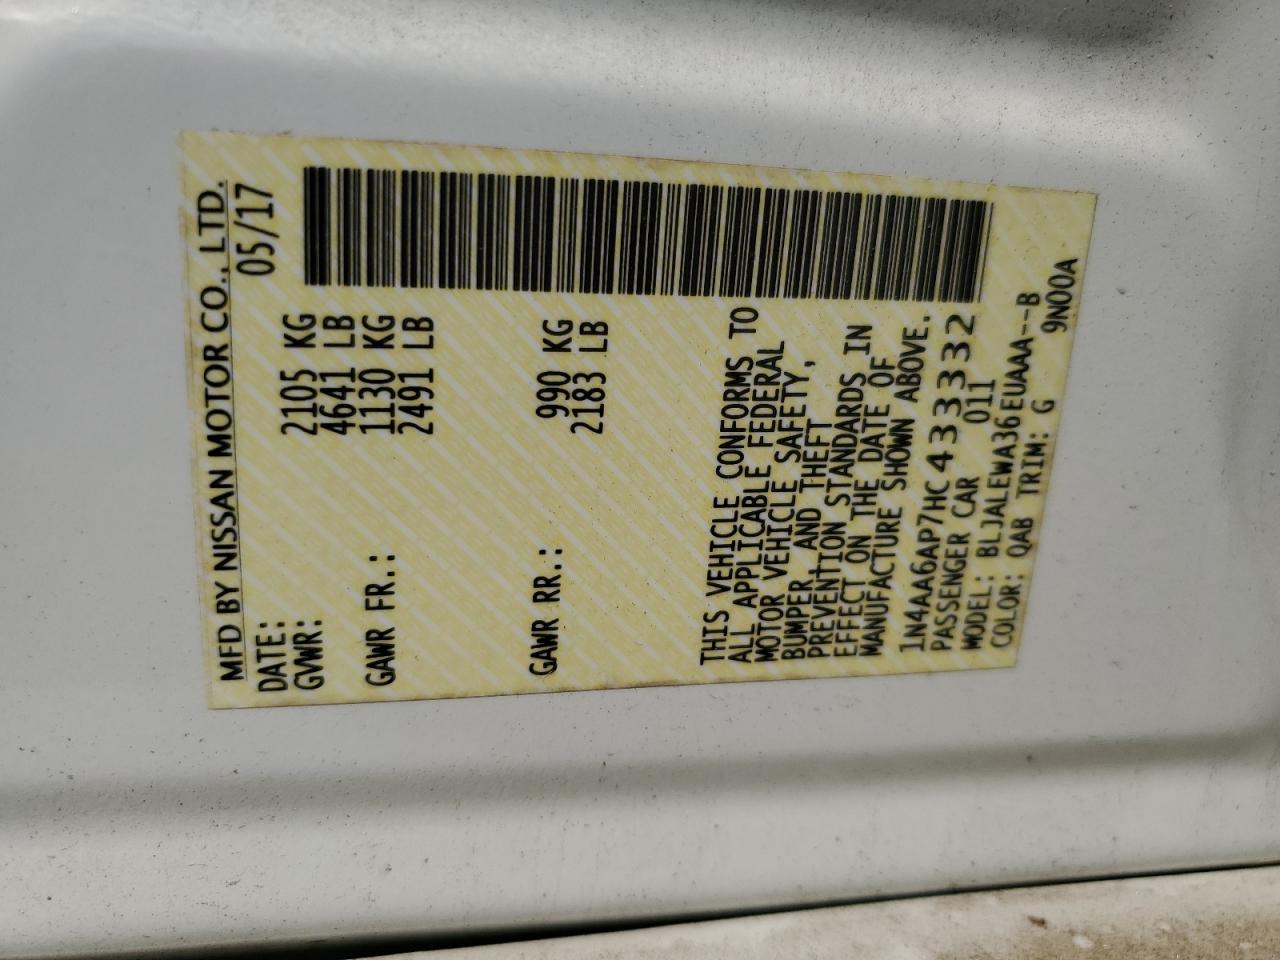 MFD BY NISSAN MOTOR CO., LTD.
DATE: 05/17
GVWR: 2105 KG
4641 LB
GAWR FR.: 1130 KG
2491 LB
GAWR RR.: 990 KG
2183 LB
THIS VEHICLE CONFORMS TO
ALL APPLICABLE FEDERAL
MOTOR VEHICLE SAFETY,
BUMPER, AND THEFT
PREVENTION STANDARDS IN
EFFECT ON THE DATE OF
MANUFACTURE SHOWN ABOVE.
1N4AA6AP7HC433332
PASSENGER CAR 011
MODEL: BLJALEWA36EUAAA--B
COLOR: QAB TRIM: G 9N00A